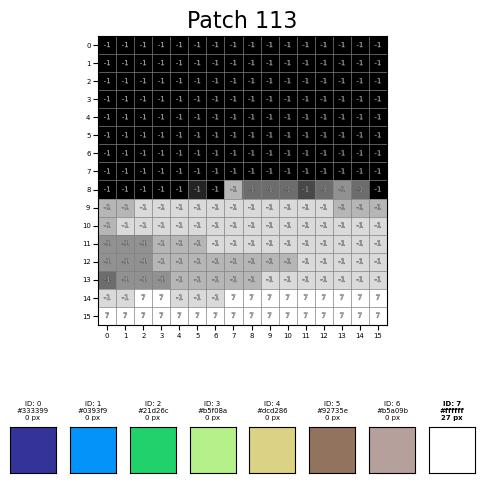 Patch 113
0 -1 -1 -1 -1 -1 -1 -1 -1 -1 -1 -1 -1 -1 -1 -1 -1
1 -1 -1 -1 -1 -1 -1 -1 -1 -1 -1 -1 -1 -1 -1 -1 -1
2 -1 -1 -1 -1 -1 -1 -1 -1 -1 -1 -1 -1 -1 -1 -1 -1
3 -1 -1 -1 -1 -1 -1 -1 -1 -1 -1 -1 -1 -1 -1 -1 -1
4 -1 -1 -1 -1 -1 -1 -1 -1 -1 -1 -1 -1 -1 -1 -1 -1
5 -1 -1 -1 -1 -1 -1 -1 -1 -1 -1 -1 -1 -1 -1 -1 -1
6 -1 -1 -1 -1 -1 -1 -1 -1 -1 -1 -1 -1 -1 -1 -1 -1
7 -1 -1 -1 -1 -1 -1 -1 -1 -1 -1 -1 -1 -1 -1 -1 -1
8 -1 -1 -1 -1 -1 -1 -1 -1 -1 -1 -1 -1 -1 -1 -1 -1
9 -1 -1 -1 -1 -1 -1 -1 -1 -1 -1 -1 -1 -1 -1 -1 -1
10 -1 -1 -1 -1 -1 -1 -1 -1 -1 -1 -1 -1 -1 -1 -1 -1
11 -1 -1 -1 -1 -1 -1 -1 -1 -1 -1 -1 -1 -1 -1 -1 -1
12 -1 -1 -1 -1 -1 -1 -1 -1 -1 -1 -1 -1 -1 -1 -1 -1
13 -1 -1 -1 -1 -1 -1 -1 -1 -1 -1 -1 -1 -1 -1 -1 -1
14 -1 -1 7 7 -1 -1 -1 7 7 7 7 7 7 7 7 7
15 7 7 7 7 7 7 7 7 7 7 7 7 7 7 7 7
0 1 2 3 4 5 6 7 8 9 10 11 12 13 14 15
ID: 0 ID: 1 ID: 2 ID: 3 ID: 4 ID: 5 ID: 6 ID: 7
#333399 #0393f9 #21d26c #b5f08a #dcd286 #92735e #b5a09b #ffffff
0 px 0 px 0 px 0 px 0 px 0 px 0 px 27 px